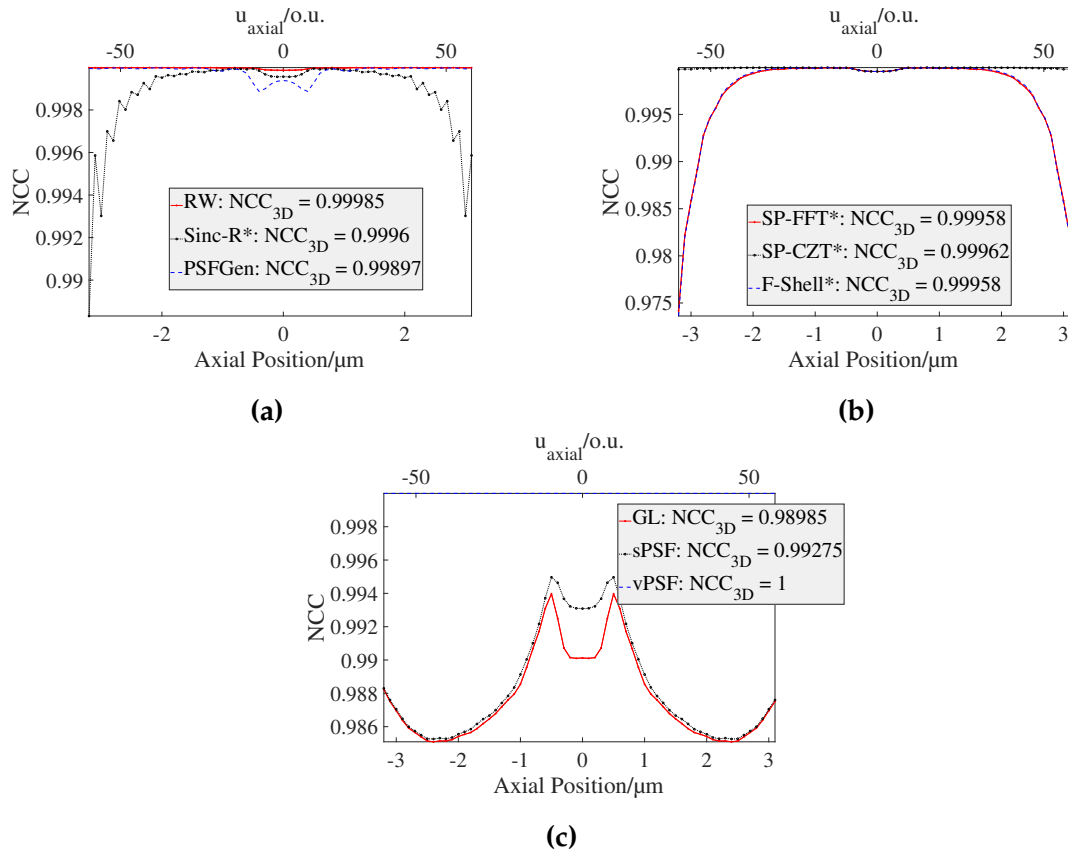 u_axial/o.u.
-50 0 50
NCC
0.998
0.996
0.994
0.992
0.99
RW: NCC_3D = 0.99985
Sinc-R*: NCC_3D = 0.9996
PSFGen: NCC_3D = 0.99897
-2 0 2
Axial Position/μm
(a)
u_axial/o.u.
-50 0 50
NCC
0.995
0.99
0.985
0.98
0.975
SP-FFT*: NCC_3D = 0.99958
SP-CZT*: NCC_3D = 0.99962
F-Shell*: NCC_3D = 0.99958
-3 -2 -1 0 1 2 3
Axial Position/μm
(b)
u_axial/o.u.
-50 0 50
NCC
0.998
0.996
0.994
0.992
0.99
0.988
0.986
GL: NCC_3D = 0.98985
sPSF: NCC_3D = 0.99275
vPSF: NCC_3D = 1
-3 -2 -1 0 1 2 3
Axial Position/μm
(c)